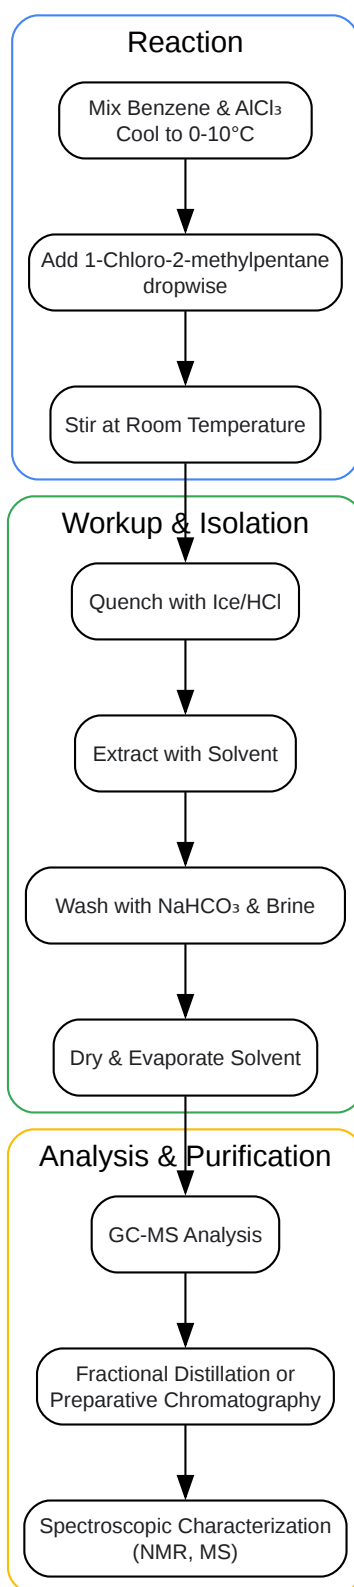 Reaction
Mix Benzene & AlCl₃
Cool to 0-10°C
Add 1-Chloro-2-methylpentane
dropwise
Stir at Room Temperature
Workup & Isolation
Quench with Ice/HCl
Extract with Solvent
Wash with NaHCO₃ & Brine
Dry & Evaporate Solvent
Analysis & Purification
GC-MS Analysis
Fractional Distillation or
Preparative Chromatography
Spectroscopic Characterization
(NMR, MS)